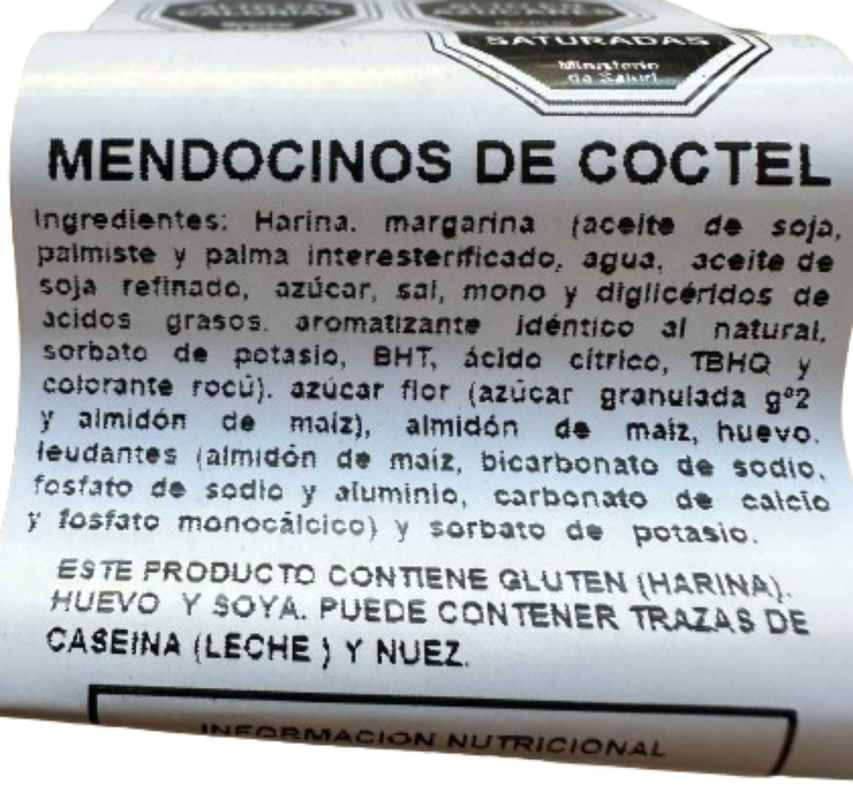 SATURADAS
Ministerio
de Salud
MENDOCINOS DE COCTEL
Ingredientes: Harina. margarina (aceite de soja,
palmiste y palma interesterificado, agua, aceite de
soja refinado, azúcar, sal, mono y diglicéridos de
ácidos grasos. aromatizante idéntico al natural,
sorbato de potasio, BHT, ácido cítrico, TBHQ y
colorante rocú). azúcar flor (azúcar granulada gº2
y almidón de maíz), almidón de maíz, huevo.
leudantes (almidón de maíz, bicarbonato de sodio,
fosfato de sodio y aluminio, carbonato de calcio
y fosfato monocálcico) y sorbato de potasio.
ESTE PRODUCTO CONTIENE GLUTEN (HARINA).
HUEVO Y SOYA. PUEDE CONTENER TRAZAS DE
CASEINA (LECHE ) Y NUEZ.
INFORMACION NUTRICIONAL